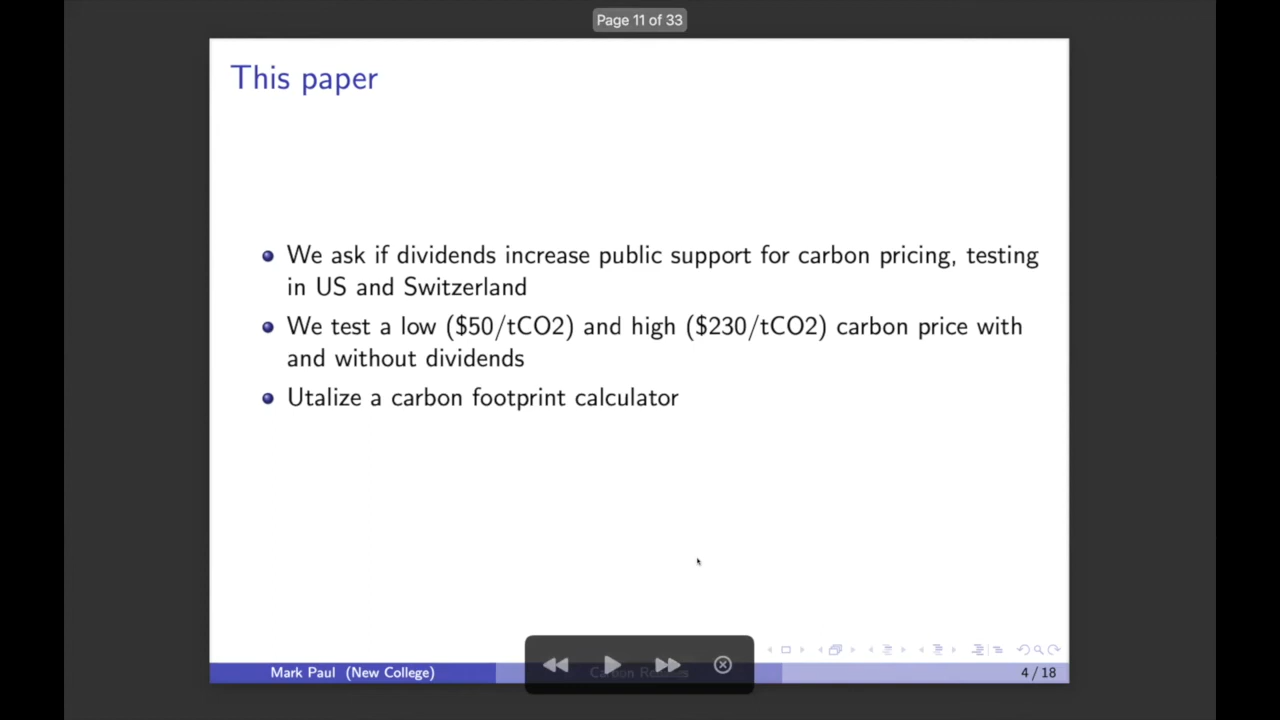 Page 11 of 33
This paper
We ask if dividends increase public support for carbon pricing, testing
in US and Switzerland
We test a low ($50/tCO2) and high ($230/tCO2) carbon price with
and without dividends
Utalize a carbon footprint calculator
Mark Paul (New College)
Carbon
4 / 18